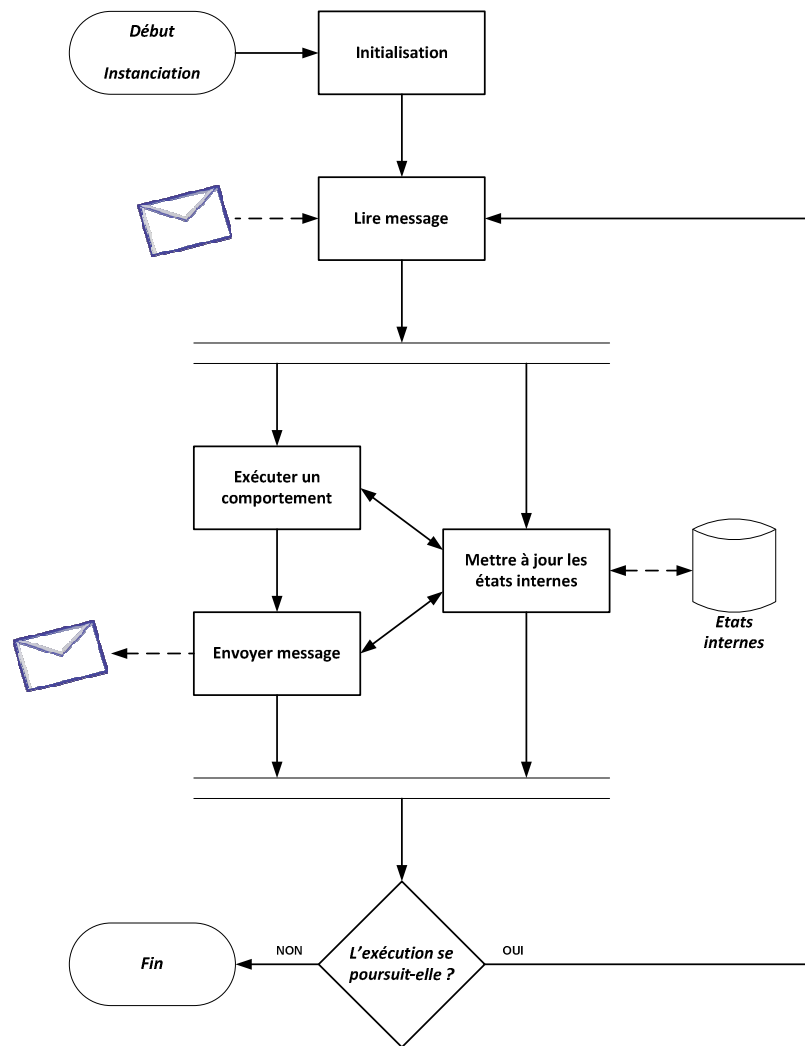 Début
Instanciation
Initialisation
Lire message
Exécuter un
comportement
Mettre à jour les
états internes
Etats
internes
Envoyer message
L'exécution se
poursuit-elle ?
NON
OUI
Fin